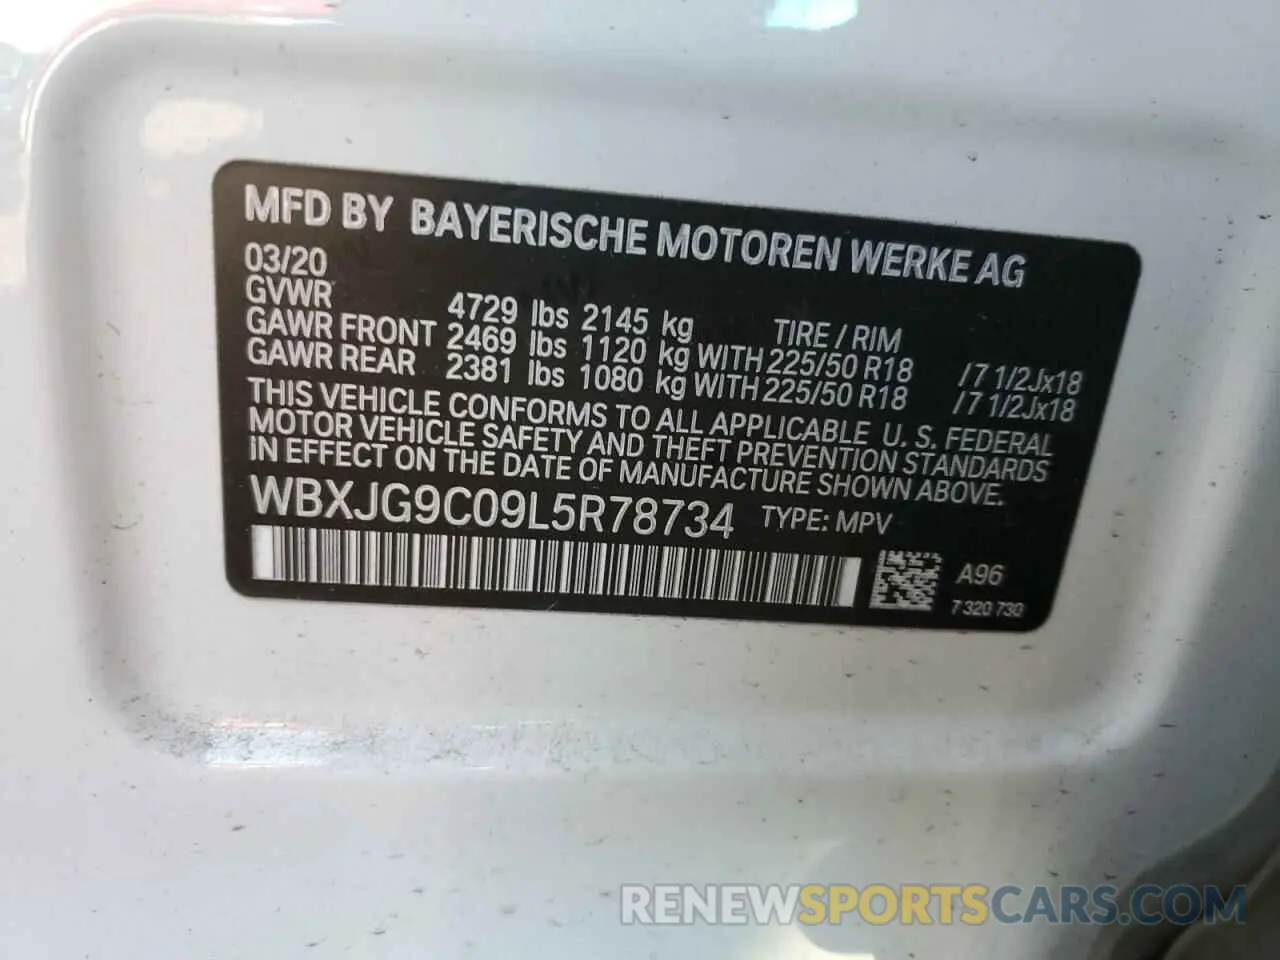 MFD BY BAYERISCHE MOTOREN WERKE AG
03/20
GVWR 4729 lbs 2145 kg TIRE / RIM
GAWR FRONT 2469 lbs 1120 kg WITH 225/50 R18 / 7 1/2Jx18
GAWR REAR 2381 lbs 1080 kg WITH 225/50 R18 / 7 1/2Jx18
THIS VEHICLE CONFORMS TO ALL APPLICABLE U. S. FEDERAL
MOTOR VEHICLE SAFETY AND THEFT PREVENTION STANDARDS
IN EFFECT ON THE DATE OF MANUFACTURE SHOWN ABOVE.
WBXJG9C09L5R78734 TYPE: MPV
A96
7 320 730
RENEWSPORTSCARS.COM